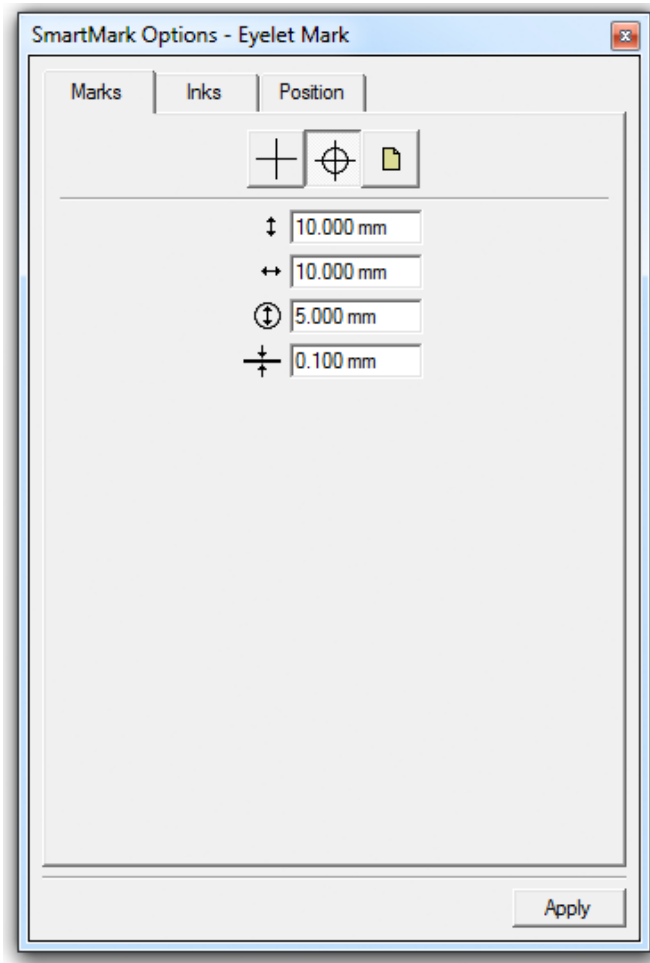 SmartMark Options - Eyelet Mark
Marks Inks Position
10.000 mm
10.000 mm
5.000 mm
0.100 mm
Apply